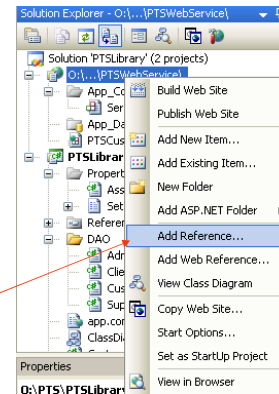 Solution Explorer - O:\...\PTSWebService\
Solution 'PTSLibrary' (2 projects)
O:\...\PTSWebService\
App_Co
Ser
App_Da
PTSCus
PTSLibrar
Propert
Ass
Set
Referen
DAO
Adr
Clie
Cus
Sup
app.con
ClassDia
Build Web Site
Publish Web Site
Add New Item...
Add Existing Item...
New Folder
Add ASP.NET Folder
Add Reference...
Add Web Reference...
View Class Diagram
Copy Web Site...
Start Options...
Set as StartUp Project
View in Browser
Properties
O:\PTS\PTSLibrary